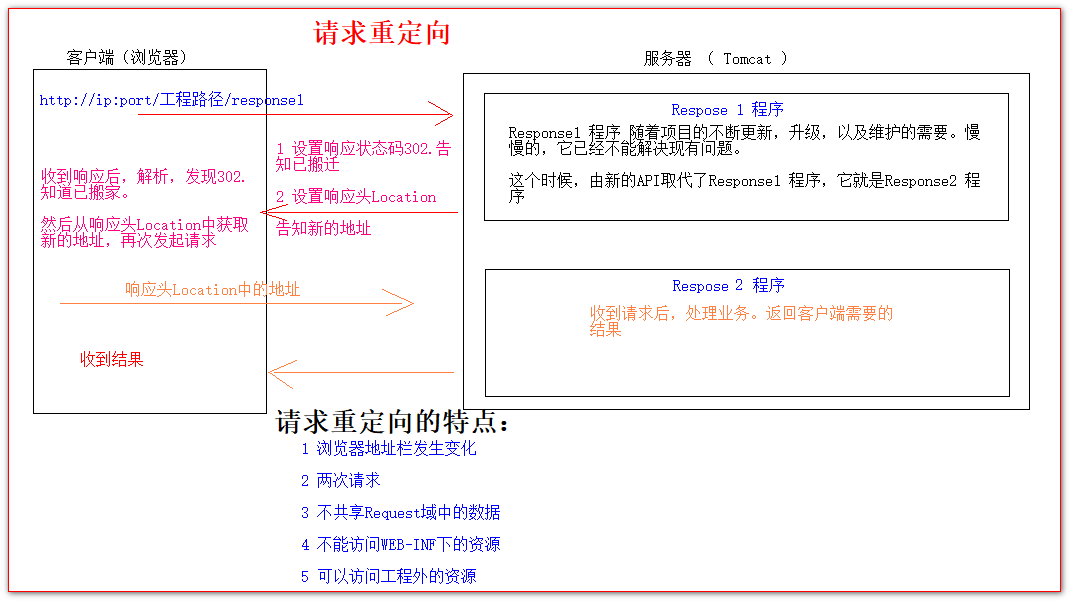 请求重定向
客户端（浏览器）
服务器 （ Tomcat ）
http://ip:port/工程路径/response1
Respose 1 程序
Response1 程序 随着项目的不断更新，升级，以及维护的需要。慢
慢的，它已经不能解决现有问题。
这个时候，由新的API取代了Response1 程序，它就是Response2 程
序
1 设置响应状态码302.告
知已搬迁
2 设置响应头Location
告知新的地址
收到响应后，解析，发现302.
知道已搬家。
然后从响应头Location中获取
新的地址，再次发起请求
响应头Location中的地址
Respose 2 程序
收到请求后，处理业务。返回客户端需要的
结果
收到结果
请求重定向的特点：
1 浏览器地址栏发生变化
2 两次请求
3 不共享Request域中的数据
4 不能访问WEB-INF下的资源
5 可以访问工程外的资源